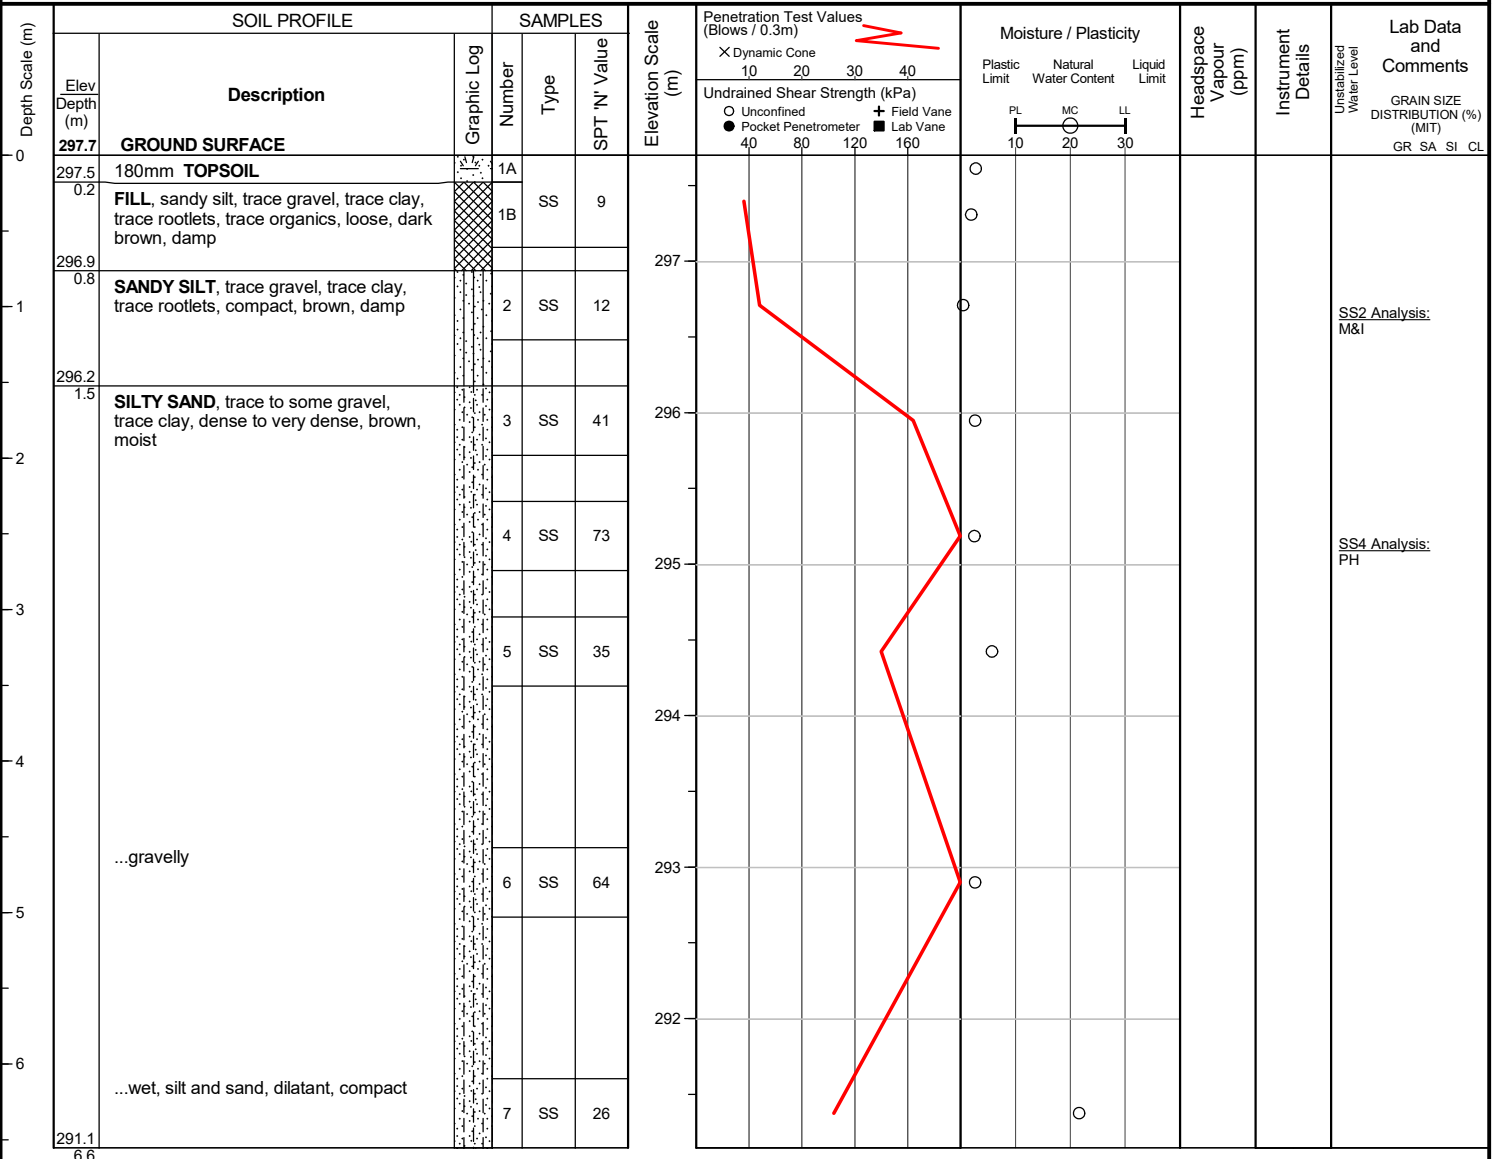 SOIL PROFILE
SAMPLES
Depth Scale (m)
Elev
Depth
(m)
Description
Graphic Log
Number
Type
SPT 'N' Value
Elevation Scale
(m)
Penetration Test Values
(Blows / 0.3m)
× Dynamic Cone
10 20 30 40
Undrained Shear Strength (kPa)
Unconfined
+ Field Vane
Pocket Penetrometer
Lab Vane
40 80 120 160
Moisture / Plasticity
Plastic
Limit
Natural
Water Content
Liquid
Limit
PL MC LL
10 20 30
Headspace
Vapour
(ppm)
Instrument
Details
Unstabilized
Water Level
Lab Data
and
Comments
GRAIN SIZE
DISTRIBUTION (%)
(MIT)
GR SA SI CL
297.7 GROUND SURFACE
0
297.5
0.2
180mm TOPSOIL
1A
FILL, sandy silt, trace gravel, trace clay,
trace rootlets, trace organics, loose, dark
brown, damp
1B
SS
9
297
296.9
0.8
SANDY SILT, trace gravel, trace clay,
trace rootlets, compact, brown, damp
1
2
SS
12
SS2 Analysis:
M&I
296.2
1.5
SILTY SAND, trace to some gravel,
trace clay, dense to very dense, brown,
moist
3
SS
41
296
2
4
SS
73
SS4 Analysis:
PH
295
3
5
SS
35
294
4
...gravelly
293
6
SS
64
5
292
6
...wet, silt and sand, dilatant, compact
7
SS
26
291.1
6.6